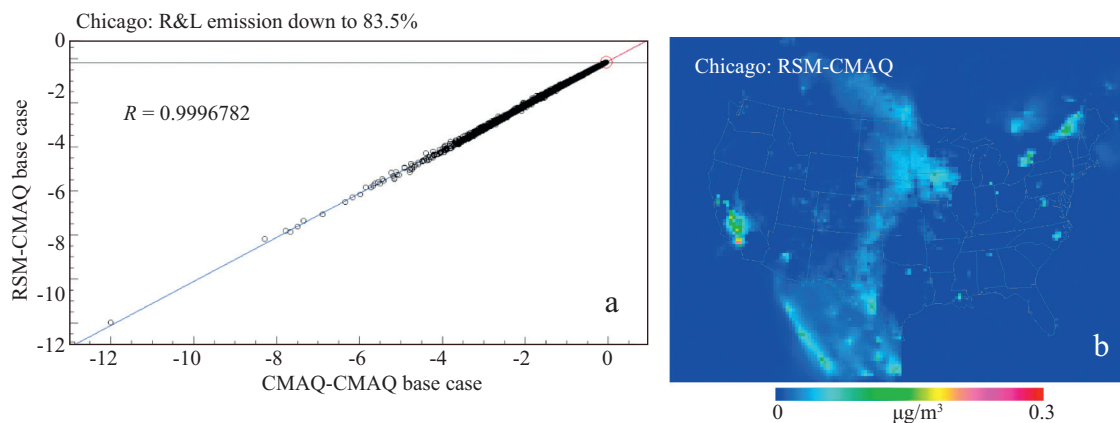 Chicago: R&L emission down to 83.5%
0
-2
-4
-6
-8
-10
-12
RSM-CMAQ base case
R = 0.9996782
a
-12
-10
-8
-6
-4
-2
0
CMAQ-CMAQ base case
Chicago: RSM-CMAQ
b
0
μg/m³
0.3